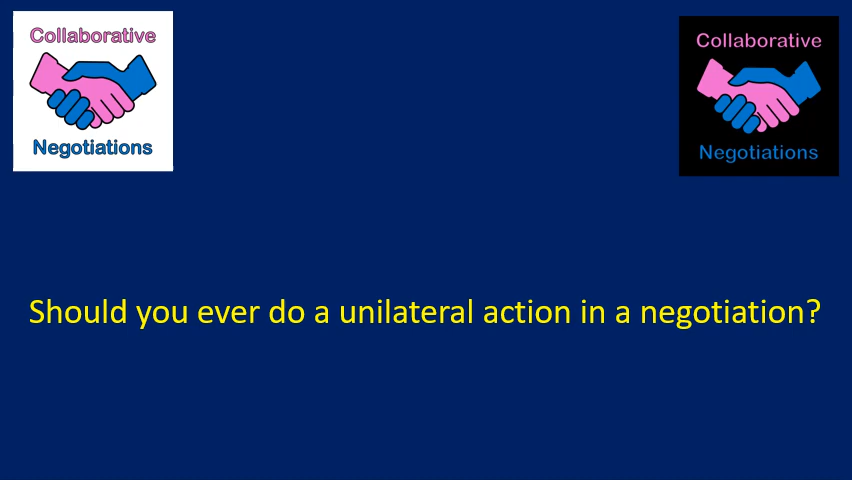 Collaborative
Negotiations
Collaborative
Negotiations
Should you ever do a unilateral action in a negotiation?